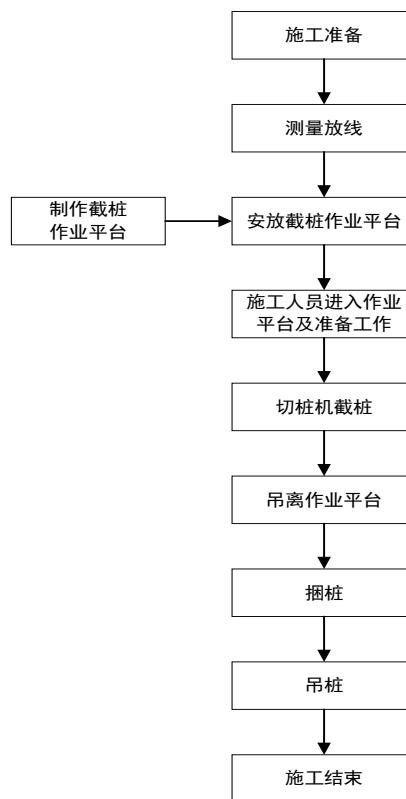 施工准备
测量放线
制作截桩
作业平台
安放截桩作业平台
施工人员进入作业
平台及准备工作
切桩机截桩
吊离作业平台
捆桩
吊桩
施工结束